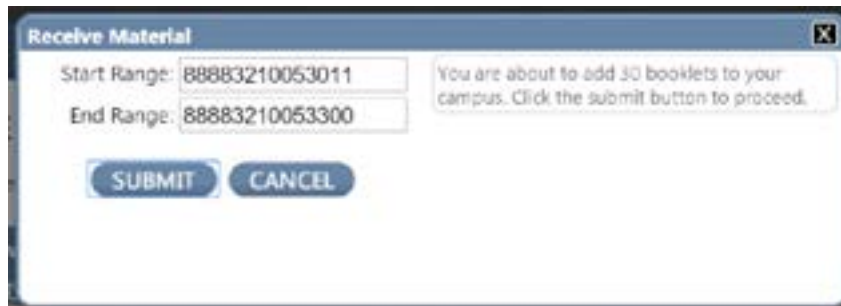 Receive Material
X
Start Range: 88883210053011
You are about to add 30 booklets to your
campus. Click the submit button to proceed.
End Range: 88883210053300
SUBMIT CANCEL